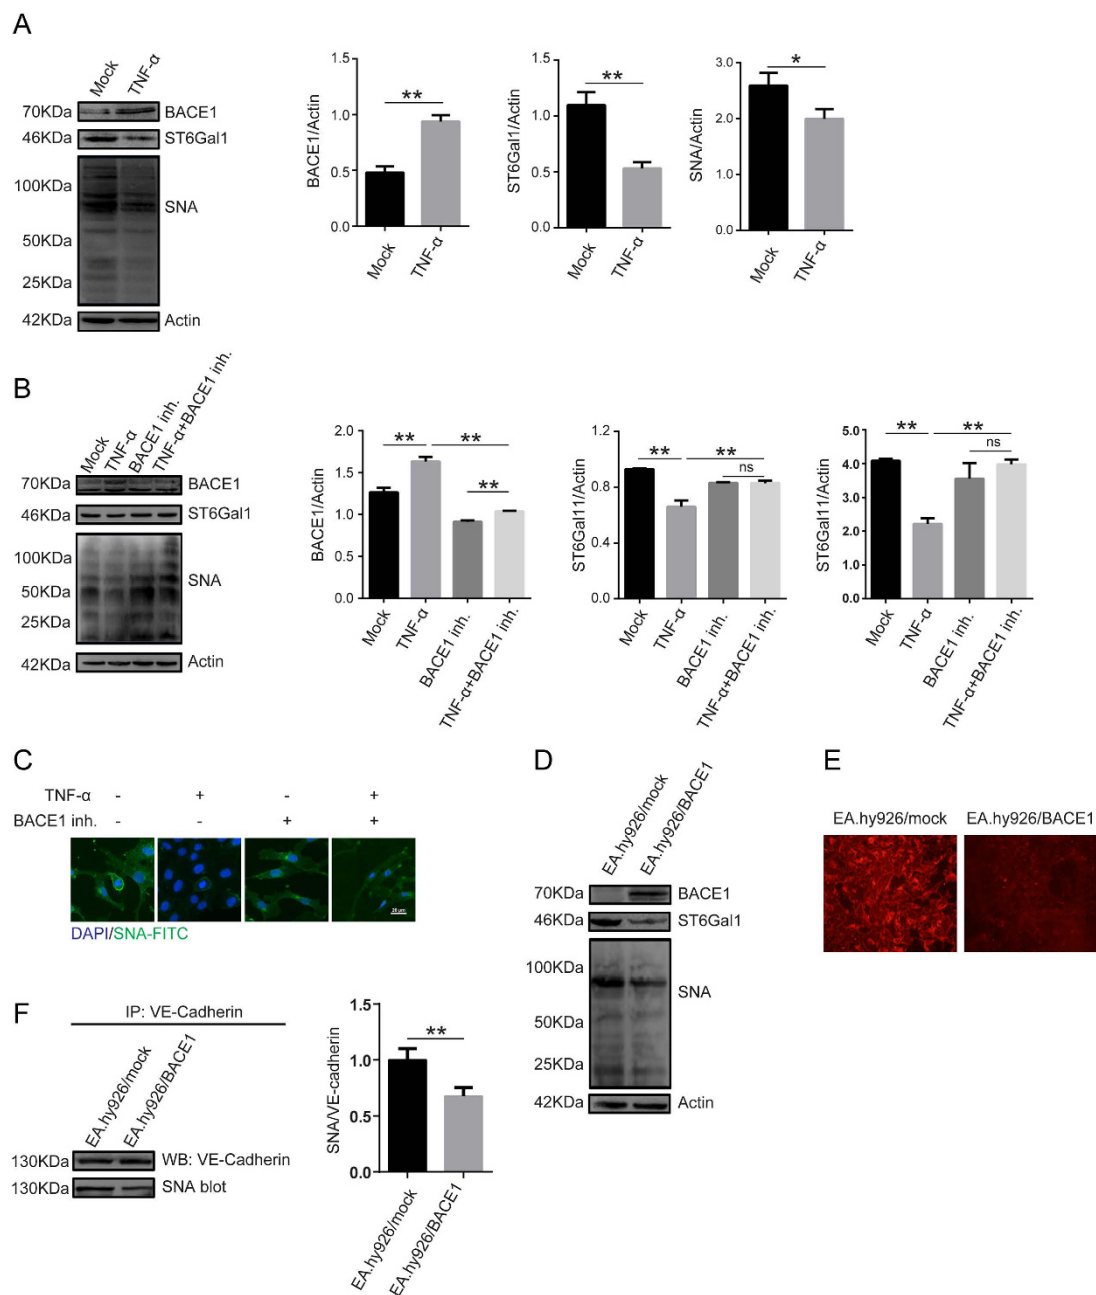 A
Mock
TNF-α
70KDa
BACE1
46KDa
ST6Gal1
100KDa
SNA
50KDa
25KDa
42KDa
Actin
BACE1/Actin
1.5
1.0
0.5
0.0
**
Mock
TNF-α
ST6Gal1/Actin
1.5
1.0
0.5
0.0
**
Mock
TNF-α
SNA/Actin
3.0
2.0
1.0
0.0
*
Mock
TNF-α
B
Mock
TNF-α
BACE1 inh.
TNF-α+BACE1 inh.
70KDa
BACE1
46KDa
ST6Gal1
100KDa
SNA
50KDa
25KDa
42KDa
Actin
BACE1/Actin
2.0
1.5
1.0
0.5
0.0
** **
**
Mock
TNF-α
BACE1 inh.
TNF-α+BACE1 inh.
ST6Gal11/Actin
1.2
0.9
0.6
0.3
0.0
** **
ns
Mock
TNF-α
BACE1 inh.
TNF-α+BACE1 inh.
ST6Gal11/Actin
5.0
4.0
3.0
2.0
1.0
0.0
** **
ns
Mock
TNF-α
BACE1 inh.
TNF-α+BACE1 inh.
C
TNF-α - + - +
BACE1 inh. - - + +
20 μm
DAPI/SNA-FITC
D
EA.hy926/mock
EA.hy926/BACE1
70KDa
BACE1
46KDa
ST6Gal1
100KDa
SNA
50KDa
25KDa
42KDa
Actin
E
EA.hy926/mock EA.hy926/BACE1
F
IP: VE-Cadherin
EA.hy926/mock
EA.hy926/BACE1
130KDa
WB: VE-Cadherin
130KDa
SNA blot
SNA/VE-cadherin
1.5
1.0
0.5
0.0
**
EA.hy926/mock
EA.hy926/BACE1